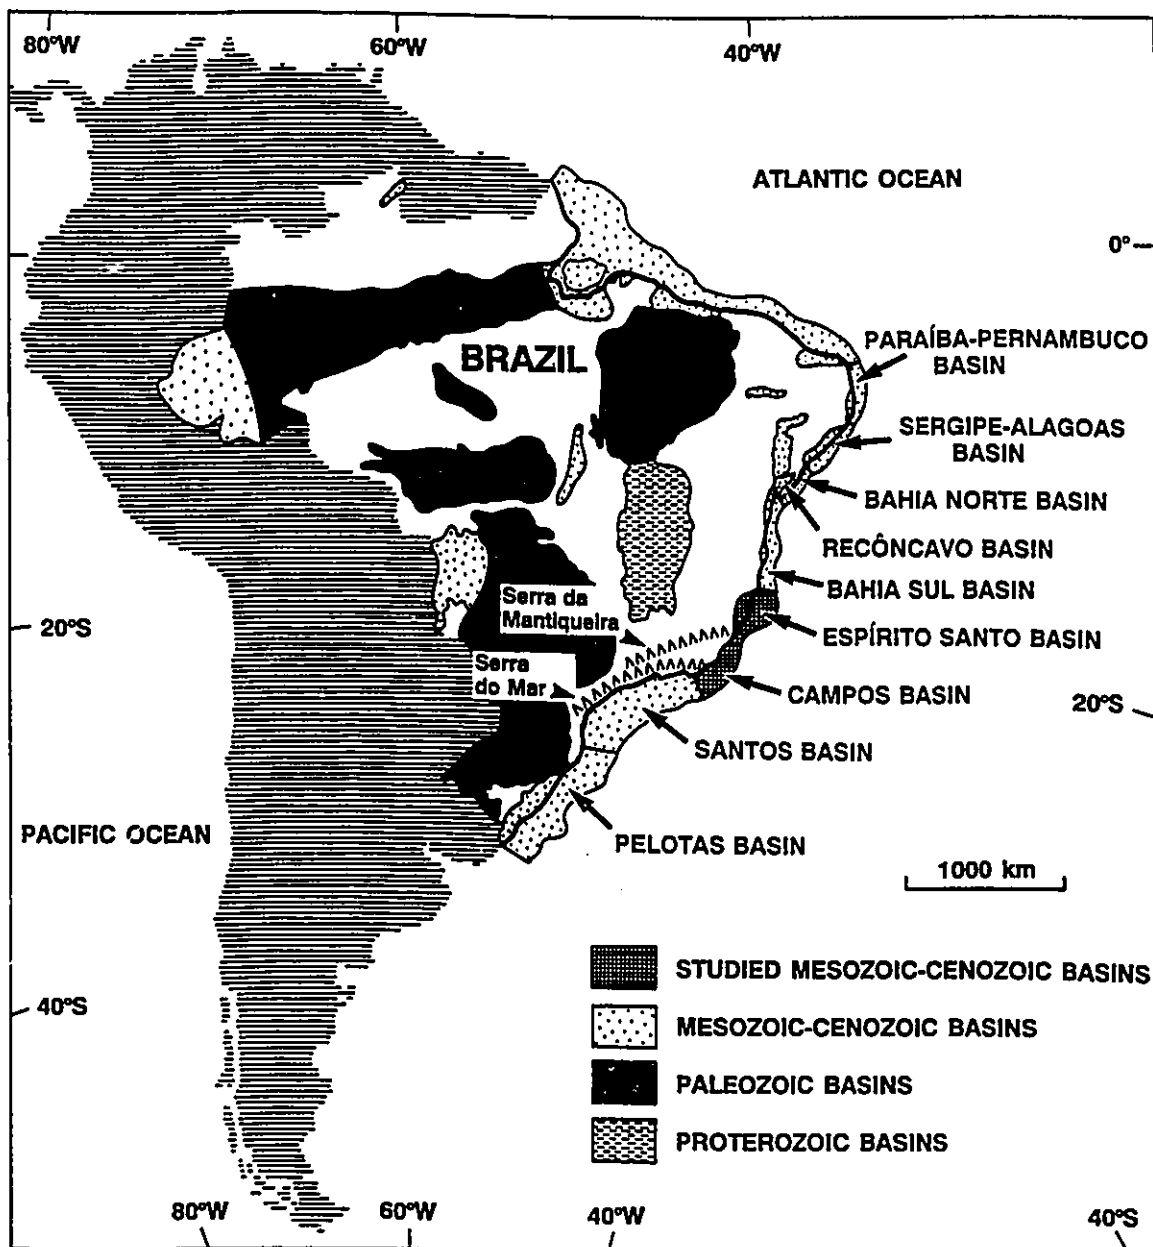 80°W
60°W
40°W
ATLANTIC OCEAN
0°
PARAÍBA-PERNAMBUCO
BASIN
BRAZIL
SERGIPE-ALAGOAS
BASIN
BAHIA NORTE BASIN
RECÔNCAVO BASIN
BAHIA SUL BASIN
Serra da
Mantiqueira
20°S
ESPÍRITO SANTO BASIN
Serra
do Mar
CAMPOS BASIN
20°S
SANTOS BASIN
PACIFIC OCEAN
PELOTAS BASIN
1000 km
STUDIED MESOZOIC-CENOZOIC BASINS
40°S
MESOZOIC-CENOZOIC BASINS
PALEOZOIC BASINS
PROTEROZOIC BASINS
80°W
60°W
40°W
40°S